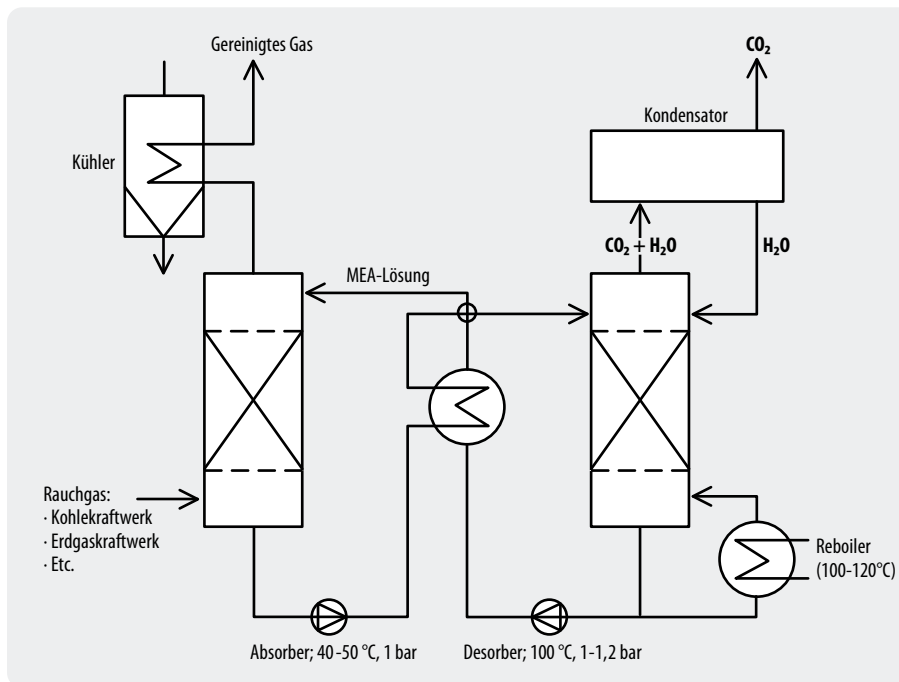 Gereinigtes Gas
CO₂
Kondensator
Kühler
CO₂ + H₂O
H₂O
MEA-Lösung
Rauchgas:
· Kohlekraftwerk
· Erdgaskraftwerk
· Etc.
Reboiler
(100-120°C)
Absorber; 40-50 °C, 1 bar
Desorber; 100 °C, 1-1,2 bar